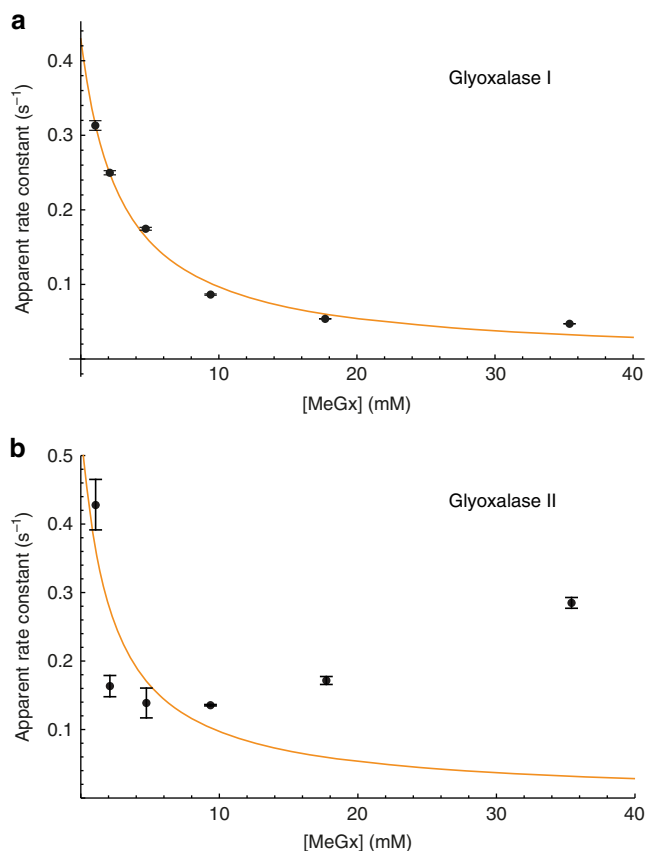 a
Glyoxalase I
Apparent rate constant (s⁻¹)
0.4
0.3
0.2
0.1
10
20
30
40
[MeGx] (mM)
b
Glyoxalase II
Apparent rate constant (s⁻¹)
0.5
0.4
0.3
0.2
0.1
10
20
30
40
[MeGx] (mM)